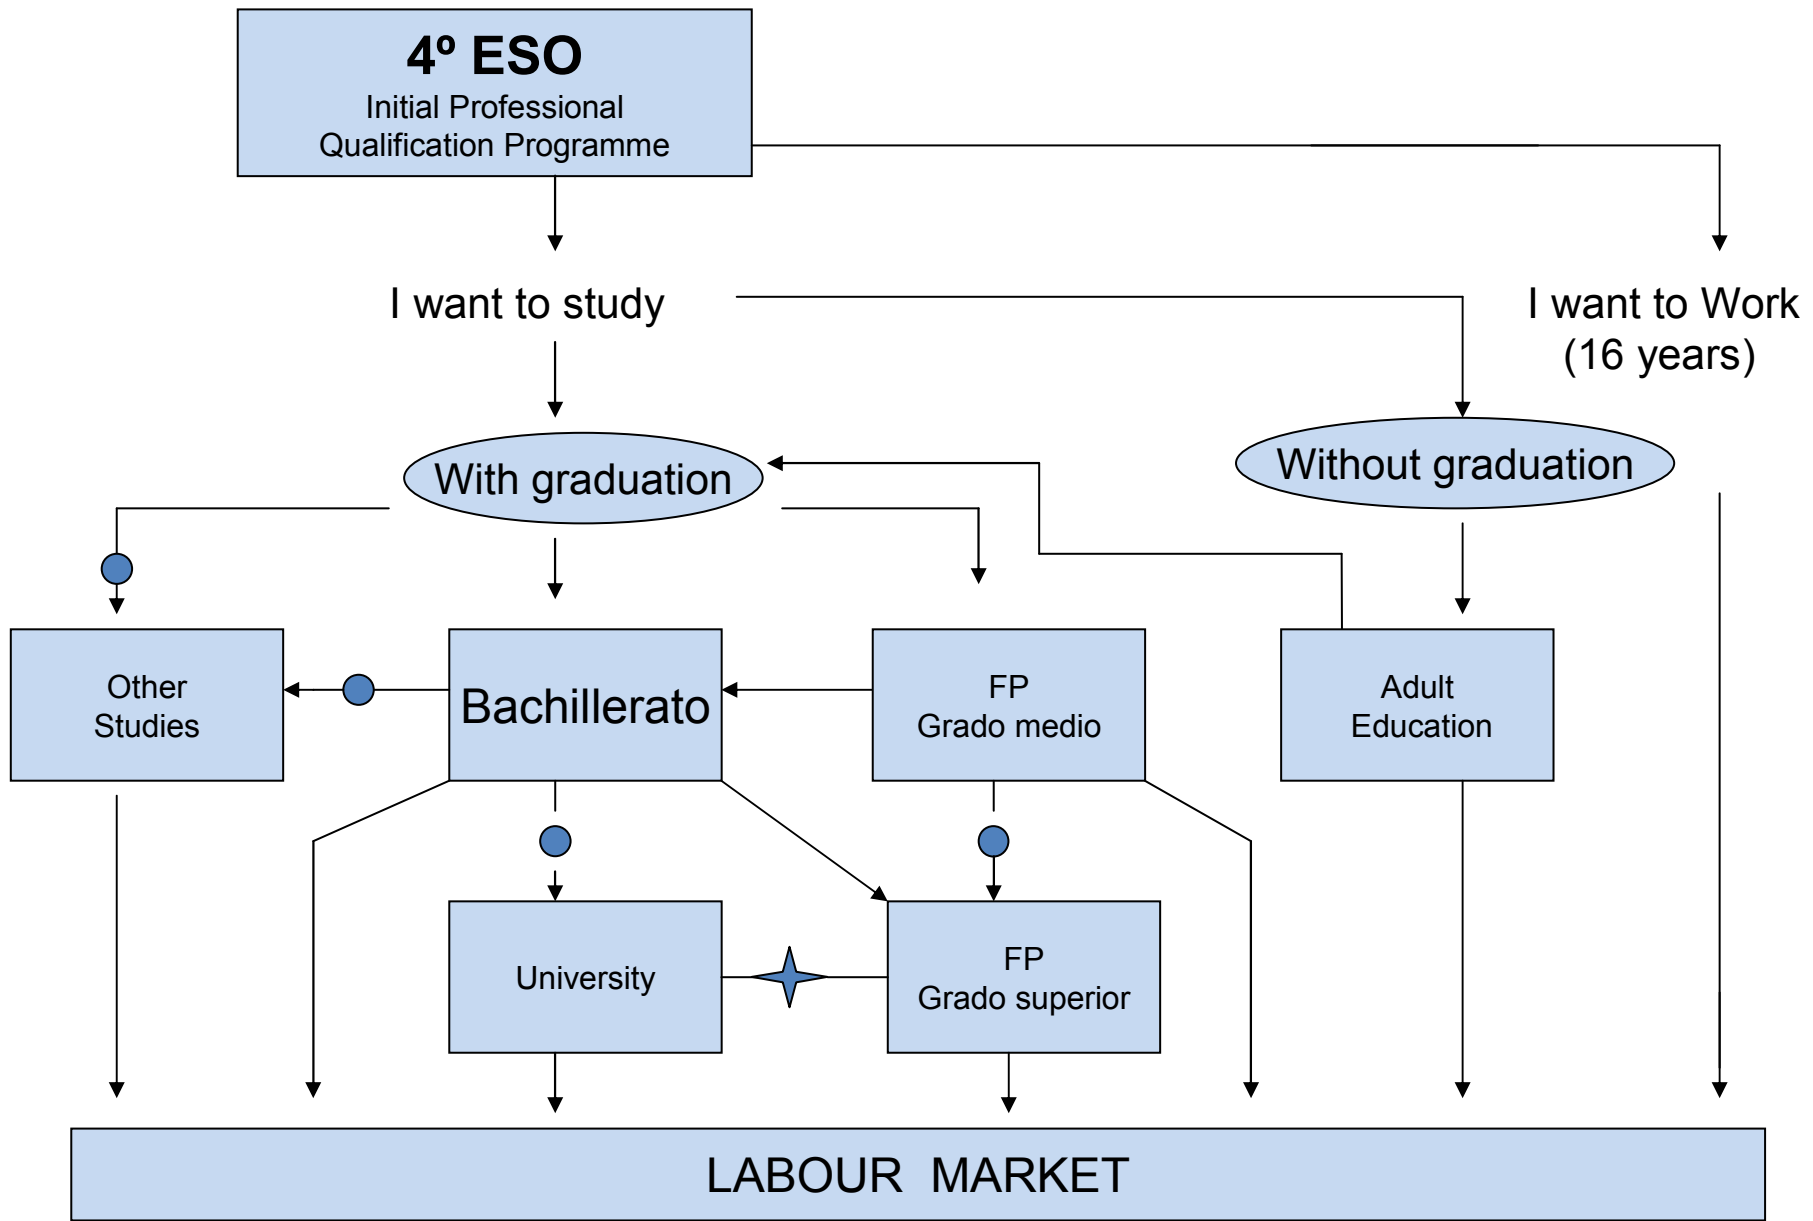 4º ESO
Initial Professional
Qualification Programme
I want to study
I want to Work
(16 years)
With graduation
Without graduation
Other
Studies
Bachillerato
FP
Grado medio
Adult
Education
University
FP
Grado superior
LABOUR MARKET